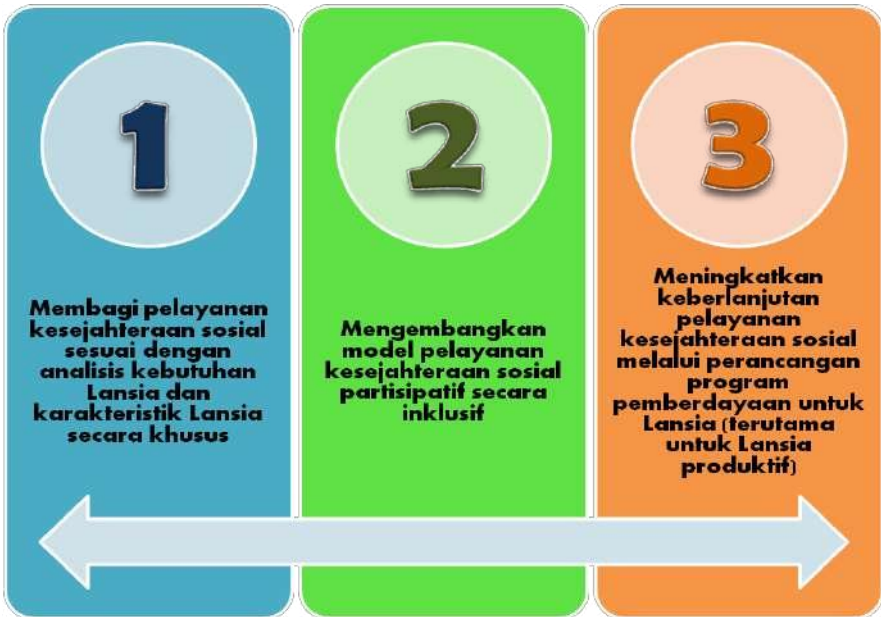 1
Membagi pelayanan
kesejahteraan sosial
sesuai dengan
analisis kebutuhan
Lansia dan
karakteristik Lansia
secara khusus
2
Mengembangkan
model pelayanan
kesejahteraan sosial
partisipatif secara
inklusif
3
Meningkatkan
keberlanjutan
pelayanan
kesejahteraan sosial
melalui perancangan
program
pemberdayaan untuk
Lansia (terutama
untuk Lansia
produktif)